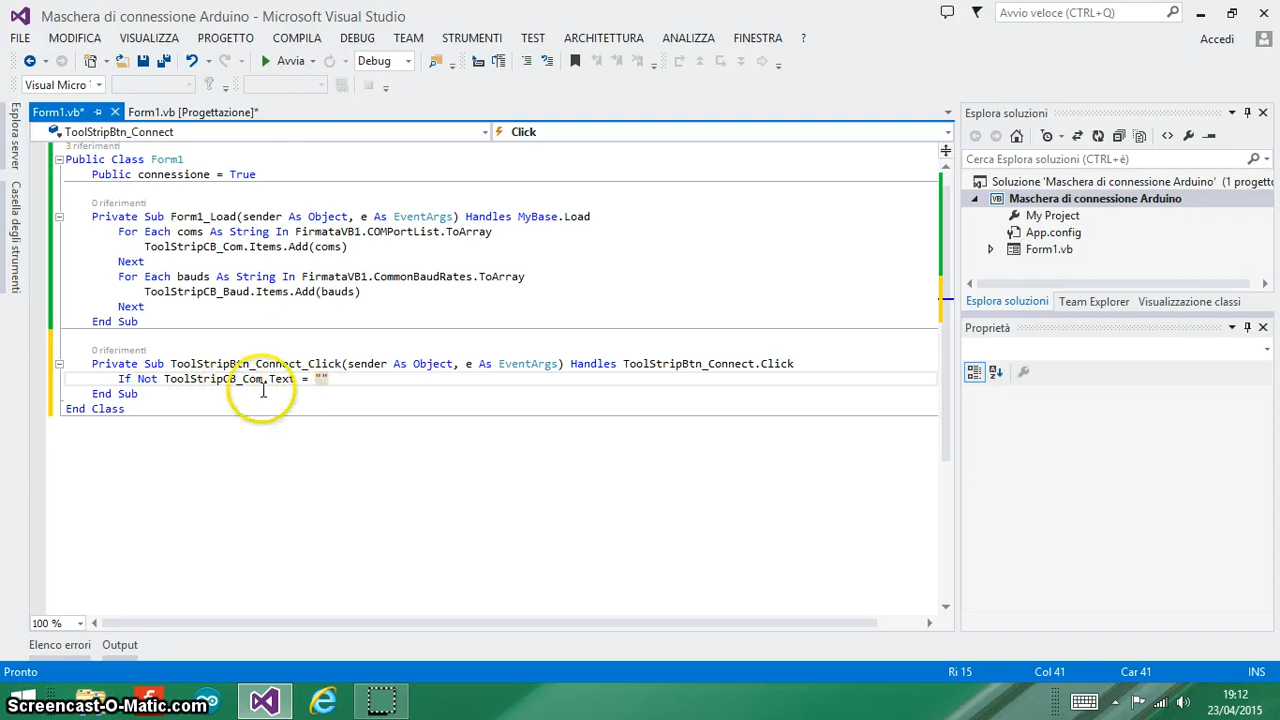 Maschera di connessione Arduino - Microsoft Visual Studio
Avvio veloce (CTRL+Q)
FILE MODIFICA VISUALIZZA PROGETTO COMPILA DEBUG TEAM STRUMENTI TEST ARCHITETTURA ANALIZZA FINESTRA ?
Accedi
Avvia
Debug
Visual Micro
Form1.vb*
Form1.vb [Progettazione]*
ToolStripBtn_Connect
Click
Esplora server
Casella degli strumenti
3 riferimenti
Public Class Form1
Public connessione = True
0 riferimenti
Private Sub Form1_Load(sender As Object, e As EventArgs) Handles MyBase.Load
For Each coms As String In FirmataVB1.COMPortList.ToArray
ToolStripCB_Com.Items.Add(coms)
Next
For Each bauds As String In FirmataVB1.CommonBaudRates.ToArray
ToolStripCB_Baud.Items.Add(bauds)
Next
End Sub
0 riferimenti
Private Sub ToolStripBtn_Connect_Click(sender As Object, e As EventArgs) Handles ToolStripBtn_Connect.Click
If Not ToolStripCB_Com.Text = ""
End Sub
End Class
100 %
Elenco errori
Output
Esplora soluzioni
Cerca Esplora soluzioni (CTRL+è)
Soluzione 'Maschera di connessione Arduino' (1 progetto
VB Maschera di connessione Arduino
My Project
App.config
Form1.vb
Esplora soluzioni Team Explorer Visualizzazione classi
Proprietà
Pronto
Ri 15
Col 41
Car 41
INS
Screencast-O-Matic.com
19:12
23/04/2015